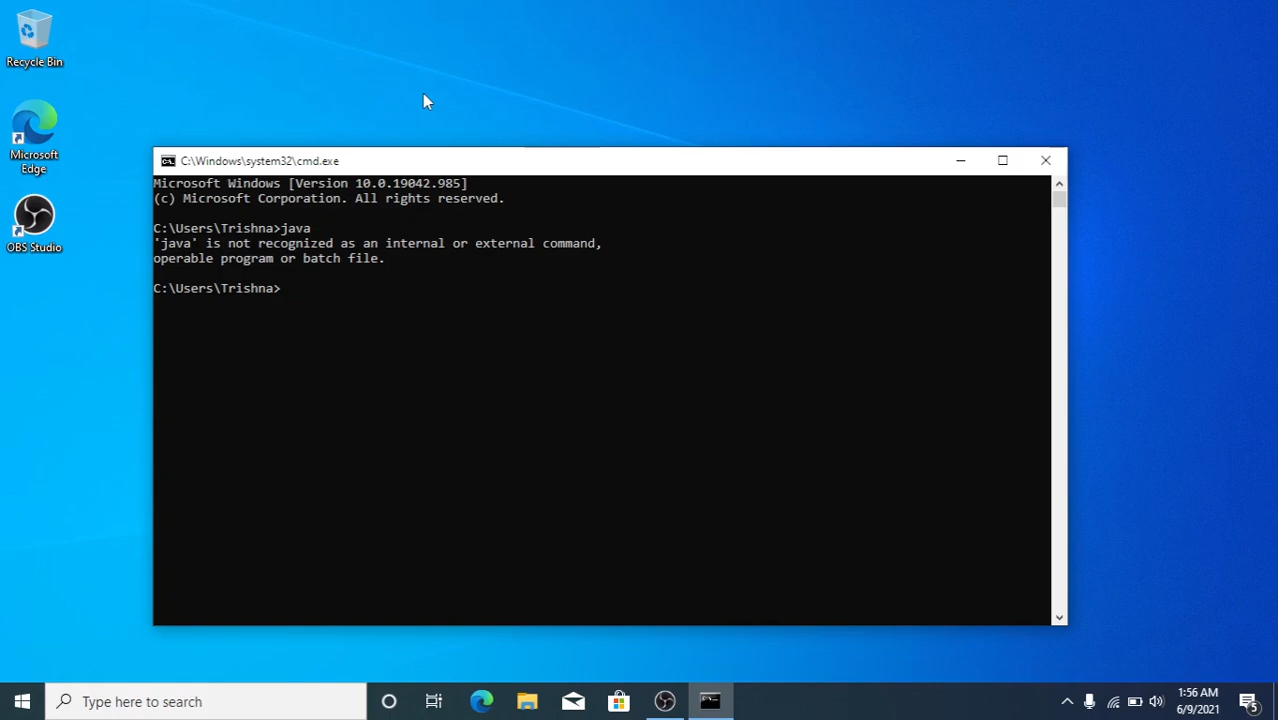 Recycle Bin
Microsoft
Edge
OBS Studio
C:\Windows\system32\cmd.exe
Microsoft Windows [Version 10.0.19042.985]
(c) Microsoft Corporation. All rights reserved.
C:\Users\Trishna>java
'java' is not recognized as an internal or external command,
operable program or batch file.
C:\Users\Trishna>
Type here to search
1:56 AM
6/9/2021
5